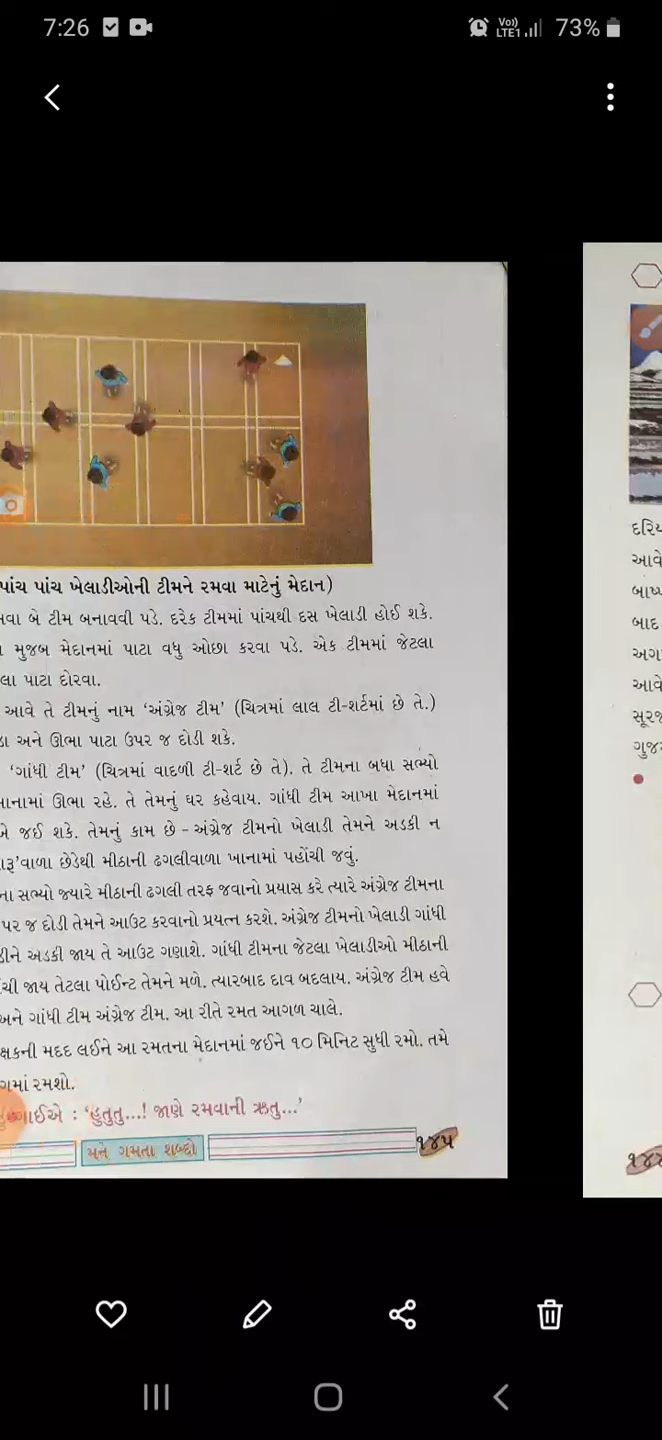 7:26
Vo)) LTE1 73%
પાંચ પાંચ ખેલાડીઓની ટીમને રમવા માટેનું મેદાન)
બે ટીમ બનાવવી પડે. દરેક ટીમમાં પાંચથી દસ ખેલાડી હોઈ શકે.
મુજબ મેદાનમાં પાટા વધુ ઓછા કરવા પડે. એક ટીમમાં જેટલા
પાટા દોરવા.
આવે તે ટીમનું નામ ‘અંગ્રેજ ટીમ’ (ચિત્રમાં લાલ ટી-શર્ટમાં છે તે.)
અને ઊભા પાટા ઉપર જ દોડી શકે.
‘ગાંધી ટીમ’ (ચિત્રમાં વાદળી ટી-શર્ટ છે તે). તે ટીમના બધા સભ્યો
ઊભા રહે. તે તેમનું ઘર કહેવાય. ગાંધી ટીમ આખા મેદાનમાં
જઈ શકે. તેમનું કામ છે – અંગ્રેજ ટીમનો ખેલાડી તેમને અડકી ન
છેડેથી મીઠાની ઢગલીવાળા ખાનામાં પહોંચી જવું.
ના સભ્યો જ્યારે મીઠાની ઢગલી તરફ જવાનો પ્રયાસ કરે ત્યારે અંગ્રેજ ટીમના
પર જ દોડી તેમને આઉટ કરવાનો પ્રયત્ન કરશે. અંગ્રેજ ટીમનો ખેલાડી ગાંધી
અડકી જાય તે આઉટ ગણાશે. ગાંધી ટીમના જેટલા ખેલાડીઓ મીઠાની
જાય તેટલા પોઈન્ટ તેમને મળે. ત્યારબાદ દાવ બદલાય. અંગ્રેજ ટીમ હવે
અને ગાંધી ટીમ અંગ્રેજ ટીમ. આ રીતે રમત આગળ ચાલે.
મદદ લઈને આ રમતના મેદાનમાં જઈને ૧૦ મિનિટ સુધી રમો. તમે
રમશો.
ગાઈએ : ‘હુતુતુ...! જાણે રમવાની ઋતુ...’
મને ગમતા શબ્દો
૧૪૫
આવે
બાદ
આવે